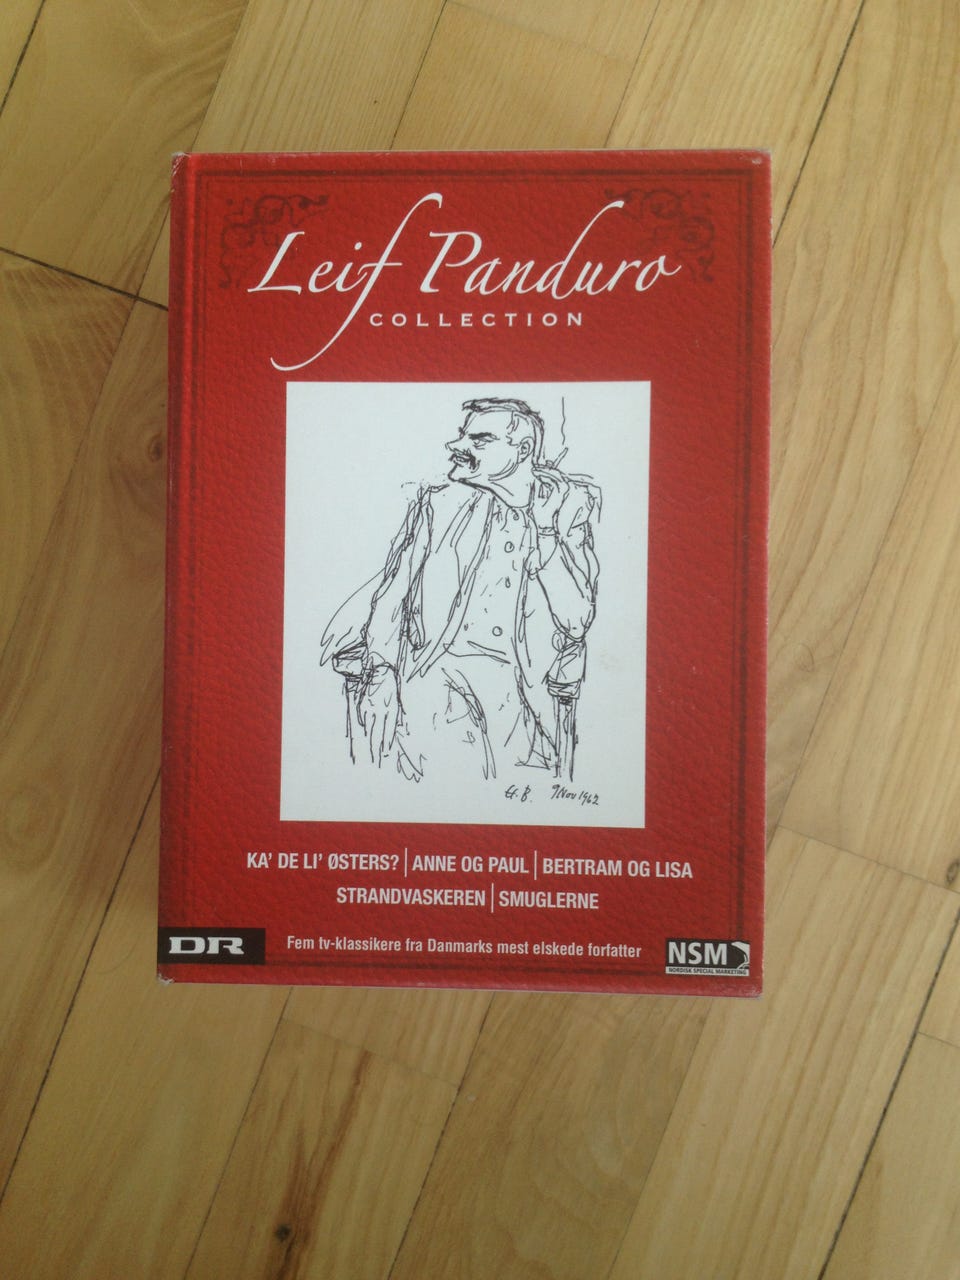 Leif Panduro
COLLECTION
H.B. 9 Nov 1962
KA' DE LI' ØSTERS? | ANNE OG PAUL | BERTRAM OG LISA
STRANDVASKEREN | SMUGLERNE
DR
Fem tv-klassikere fra Danmarks mest elskede forfatter
NSM
NORDISK SPECIAL MARKETING